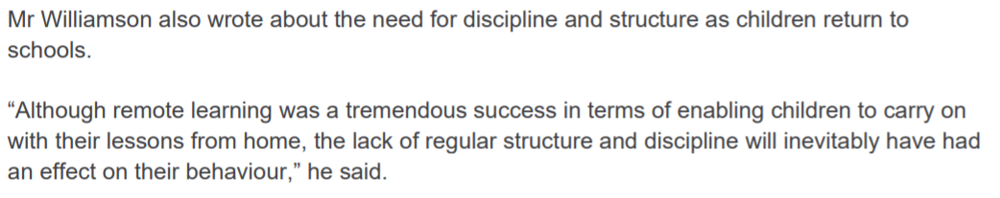 Mr Williamson also wrote about the need for discipline and structure as children return to
schools.
“Although remote learning was a tremendous success in terms of enabling children to carry on
with their lessons from home, the lack of regular structure and discipline will inevitably have had
an effect on their behaviour,” he said.